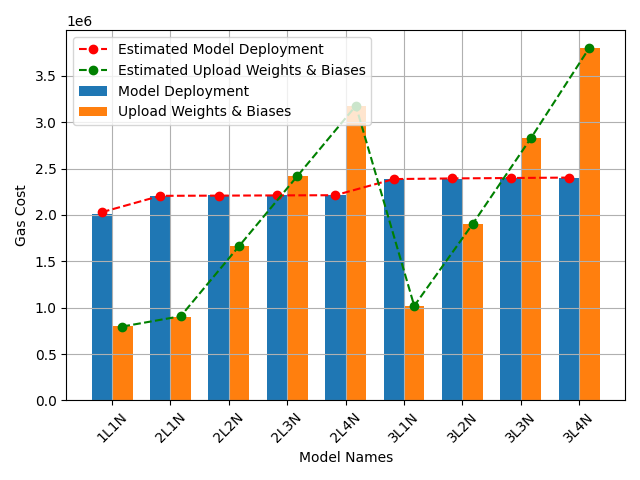 1e6
Estimated Model Deployment
Estimated Upload Weights & Biases
Model Deployment
Upload Weights & Biases
3.5
3.0
2.5
2.0
1.5
1.0
0.5
0.0
Gas Cost
1L1N
2L1N
2L2N
2L3N
2L4N
3L1N
3L2N
3L3N
3L4N
Model Names